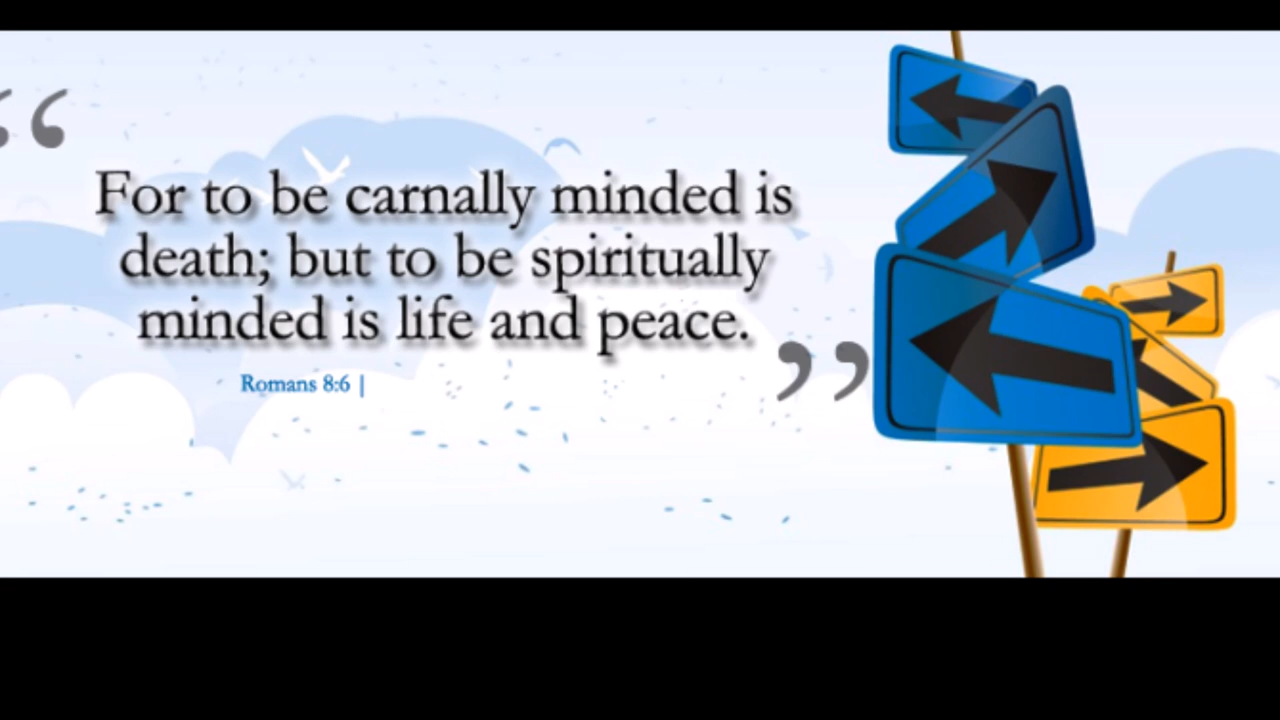 “
For to be carnally minded is
death; but to be spiritually
minded is life and peace.
”
Romans 8:6 |